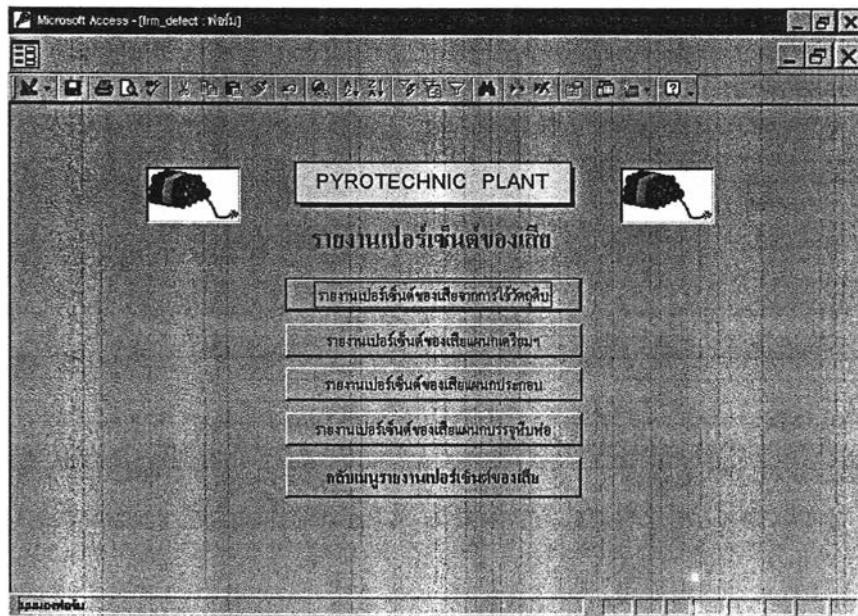 Microsoft Access - [frm_defect : ฟอร์ม]
PYROTECHNIC PLANT
รายงานเปอร์เซ็นต์ของเสีย
รายงานเปอร์เซ็นต์ของเสียจากการใช้วัตถุดิบ
รายงานเปอร์เซ็นต์ของเสียแผนกเตรียมฯ
รายงานเปอร์เซ็นต์ของเสียแผนกประกอบ
รายงานเปอร์เซ็นต์ของเสียแผนกบรรจุหีบห่อ
กลับเมนูรายงานเปอร์เซ็นต์ของเสีย
มุมมองฟอร์ม